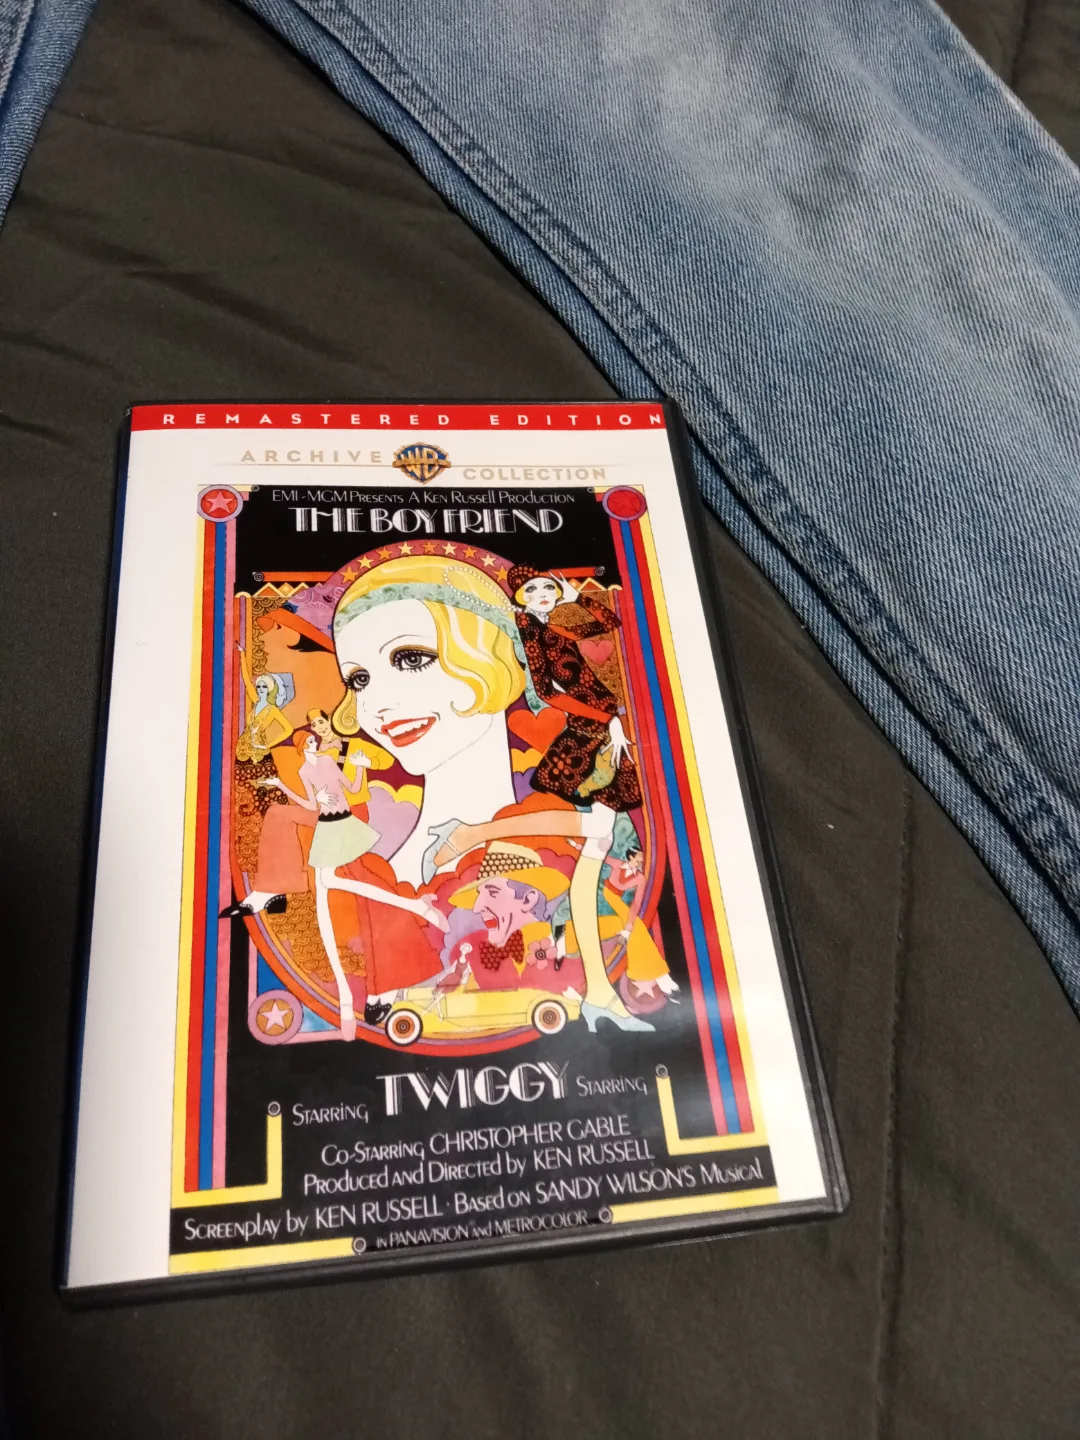 REMASTERED EDITION
ARCHIVE WB COLLECTION
EMI-MGM PRESENTS A KEN RUSSELL PRODUCTION
THE BOY FRIEND
STARRING TWIGGY STARRING
CO-STARRING CHRISTOPHER GABLE
PRODUCED AND DIRECTED BY KEN RUSSELL
SCREENPLAY BY KEN RUSSELL · BASED ON SANDY WILSON'S MUSICAL
IN PANAVISION AND METROCOLOR